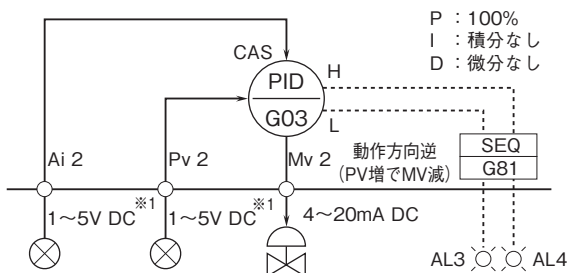 P：100%
I：積分なし
D：微分なし
CAS
PID
G03
H
L
Ai 2
Pv 2
Mv 2
動作方向逆
（PV増でMV減）
SEQ
G81
1～5V DC※1
1～5V DC※1
4～20mA DC
AL3
AL4